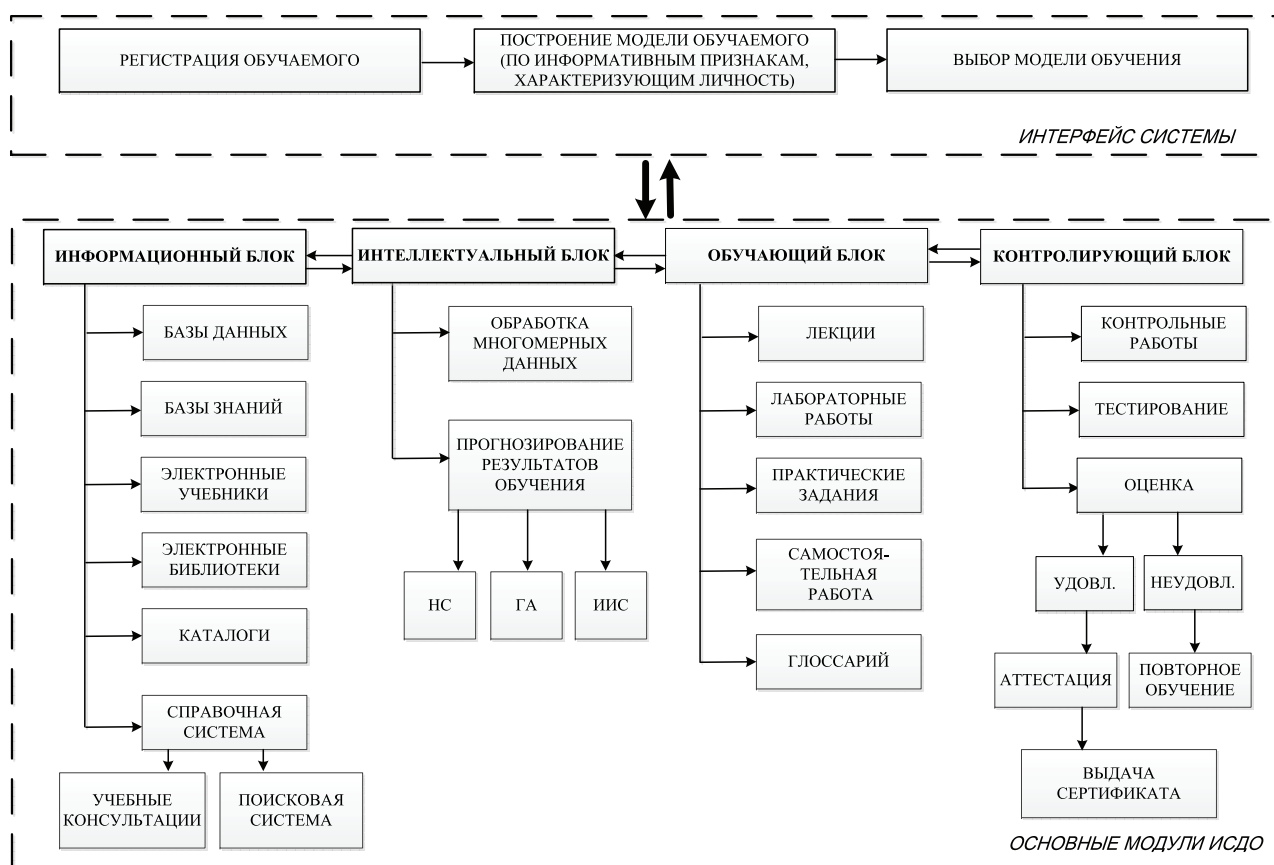 РЕГИСТРАЦИЯ ОБУЧАЕМОГО
ПОСТРОЕНИЕ МОДЕЛИ ОБУЧАЕМОГО
(ПО ИНФОРМАТИВНЫМ ПРИЗНАКАМ,
ХАРАКТЕРИЗУЮЩИМ ЛИЧНОСТЬ)
ВЫБОР МОДЕЛИ ОБУЧЕНИЯ
ИНТЕРФЕЙС СИСТЕМЫ
ИНФОРМАЦИОННЫЙ БЛОК
БАЗЫ ДАННЫХ
БАЗЫ ЗНАНИЙ
ЭЛЕКТРОННЫЕ
УЧЕБНИКИ
ЭЛЕКТРОННЫЕ
БИБЛИОТЕКИ
КАТАЛОГИ
СПРАВОЧНАЯ
СИСТЕМА
УЧЕБНЫЕ
КОНСУЛЬТАЦИИ
ПОИСКОВАЯ
СИСТЕМА
ИНТЕЛЛЕКТУАЛЬНЫЙ БЛОК
ОБРАБОТКА
МНОГОМЕРНЫХ
ДАННЫХ
ПРОГНОЗИРОВАНИЕ
РЕЗУЛЬТАТОВ
ОБУЧЕНИЯ
НС
ГА
ИИС
ОБУЧАЮЩИЙ БЛОК
ЛЕКЦИИ
ЛАБОРАТОРНЫЕ
РАБОТЫ
ПРАКТИЧЕСКИЕ
ЗАДАНИЯ
САМОСТОЯ-
ТЕЛЬНАЯ
РАБОТА
ГЛОССАРИЙ
КОНТРОЛИРУЮЩИЙ БЛОК
КОНТРОЛЬНЫЕ
РАБОТЫ
ТЕСТИРОВАНИЕ
ОЦЕНКА
УДОВЛ.
НЕУДОВЛ.
АТТЕСТАЦИЯ
ПОВТОРНОЕ
ОБУЧЕНИЕ
ВЫДАЧА
СЕРТИФИКАТА
ОСНОВНЫЕ МОДУЛИ ИСДО